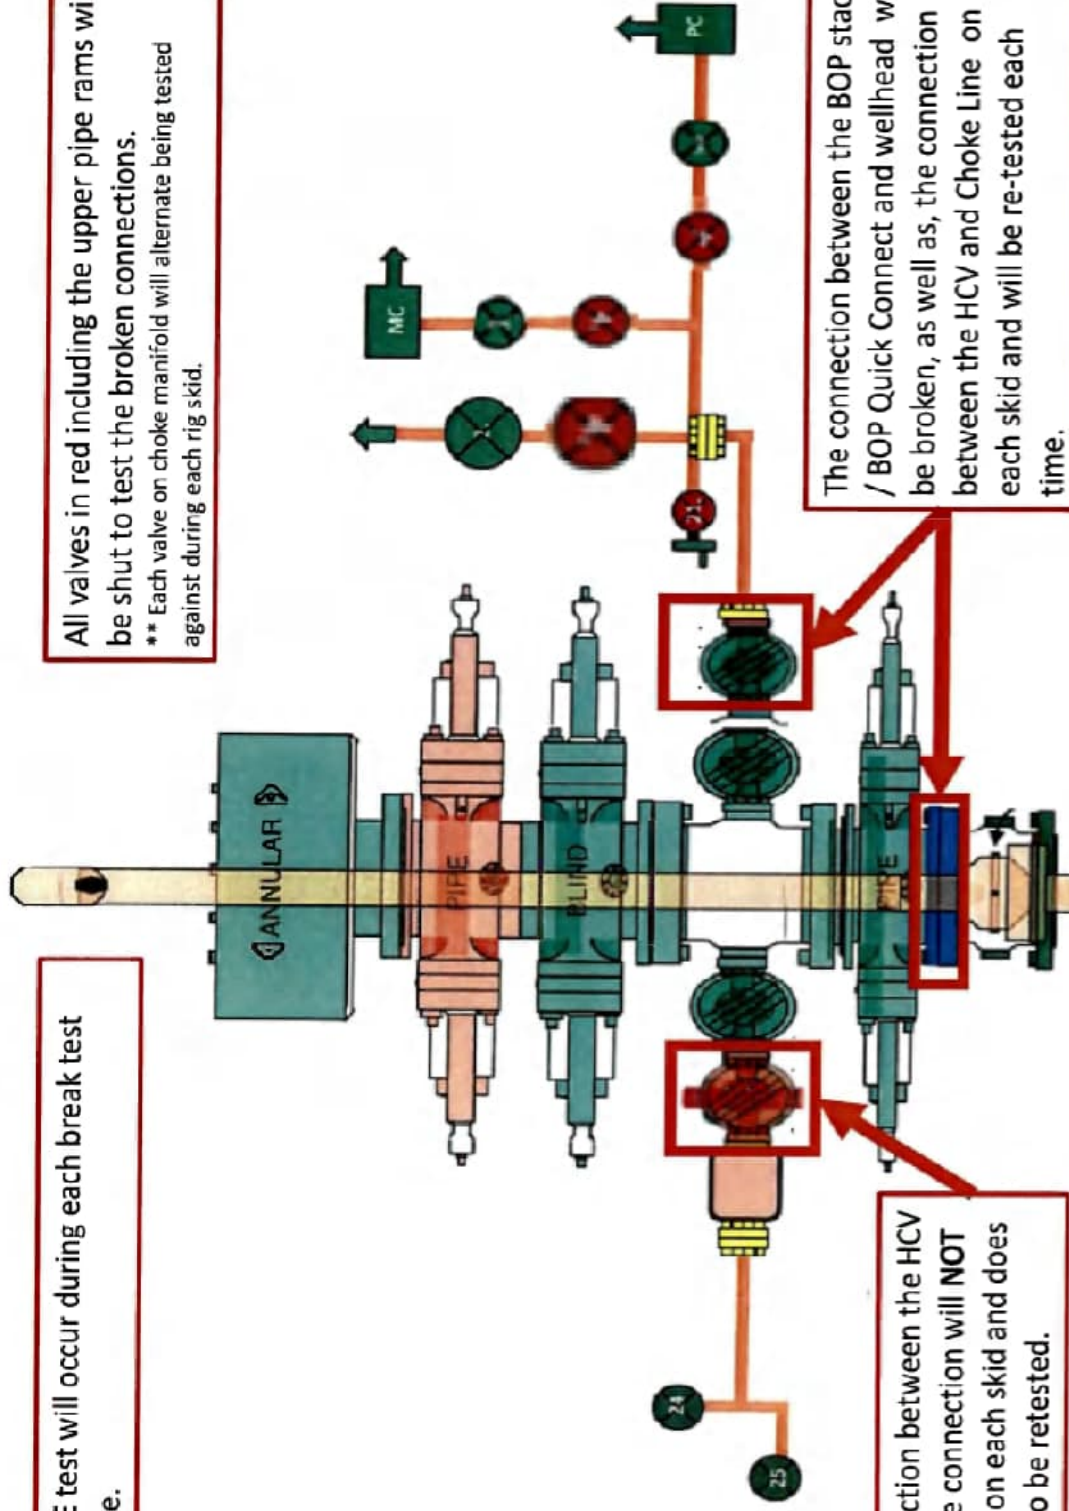 test will occur during each break test
e.
All valves in red including the upper pipe rams wi
be shut to test the broken connections.
** Each valve on choke manifold will alternate being tested
against during each rig skid.
ANNULAR
PIPE
BLIND
PIPE
MC
PC
24
25
The connection between the BOP stac
/ BOP Quick Connect and wellhead w
be broken, as well as, the connection
between the HCV and Choke Line on
each skid and will be re-tested each
time.
ction between the HCV
e connection will NOT
on each skid and does
o be retested.